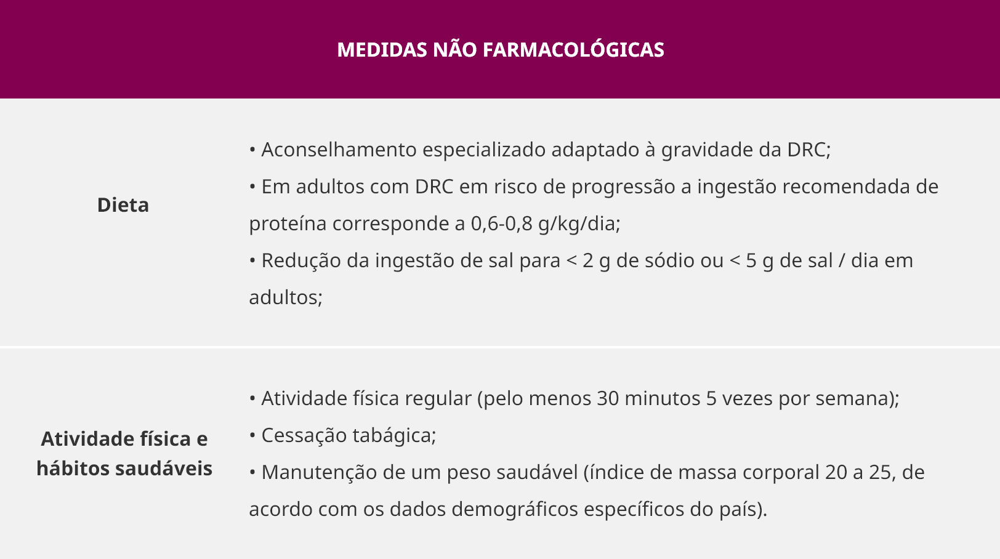 MEDIDAS NÃO FARMACOLÓGICAS
Dieta
• Aconselhamento especializado adaptado à gravidade da DRC;
• Em adultos com DRC em risco de progressão a ingestão recomendada de
proteína corresponde a 0,6-0,8 g/kg/dia;
• Redução da ingestão de sal para < 2 g de sódio ou < 5 g de sal / dia em
adultos;
Atividade física e
hábitos saudáveis
• Atividade física regular (pelo menos 30 minutos 5 vezes por semana);
• Cessação tabágica;
• Manutenção de um peso saudável (índice de massa corporal 20 a 25, de
acordo com os dados demográficos específicos do país).